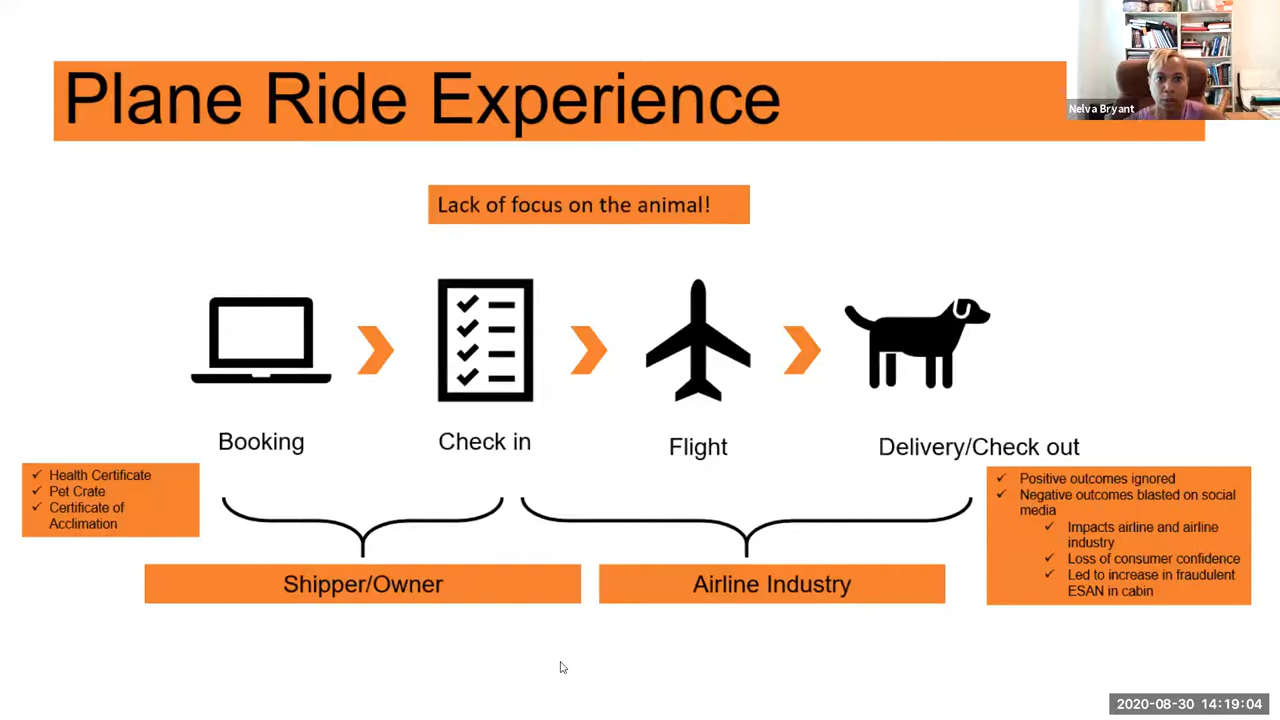 Plane Ride Experience
Nelva Bryant
Lack of focus on the animal!
Booking
Check in
Flight
Delivery/Check out
Health Certificate
Pet Crate
Certificate of
Acclimation
Positive outcomes ignored
Negative outcomes blasted on social
media
Impacts airline and airline
industry
Loss of consumer confidence
Led to increase in fraudulent
ESAN in cabin
Shipper/Owner
Airline Industry
2020-08-30 14:19:04